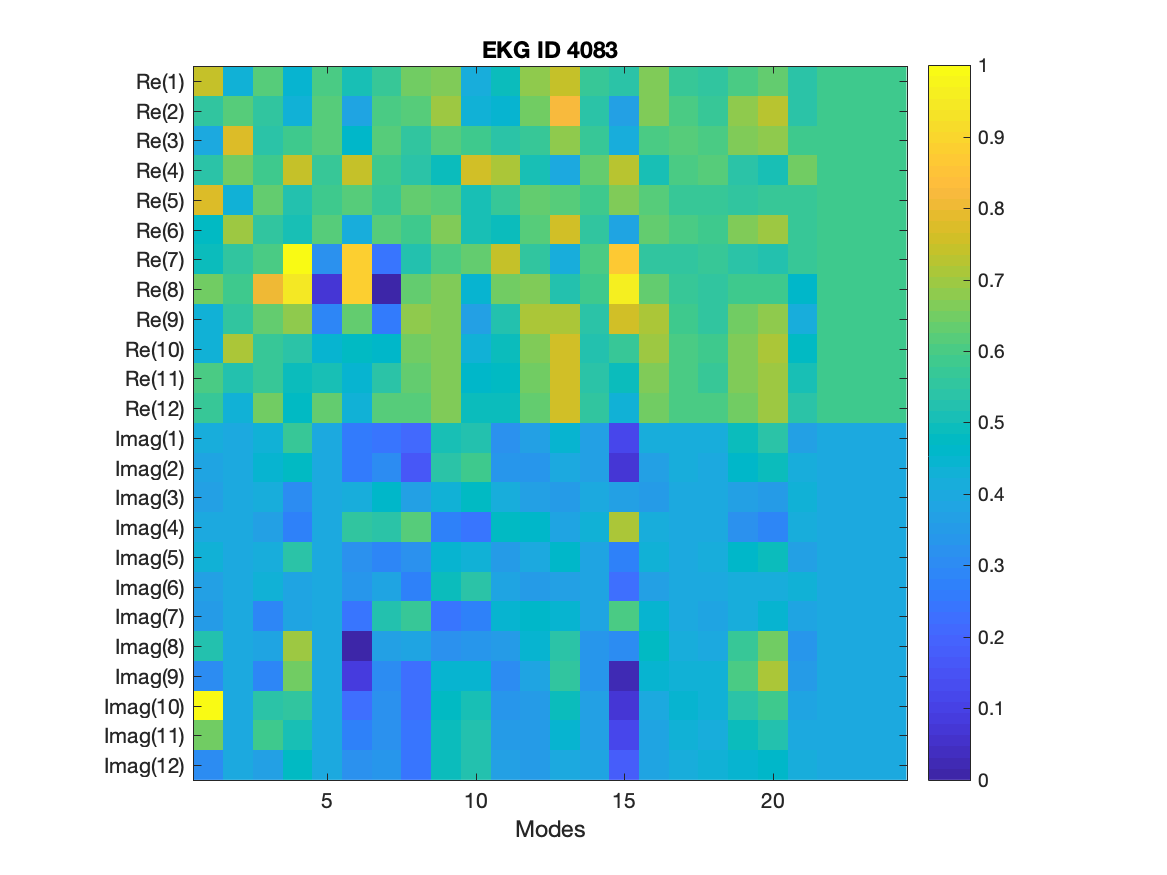 EKG ID 4083
Re(1)
Re(2)
Re(3)
Re(4)
Re(5)
Re(6)
Re(7)
Re(8)
Re(9)
Re(10)
Re(11)
Re(12)
Imag(1)
Imag(2)
Imag(3)
Imag(4)
Imag(5)
Imag(6)
Imag(7)
Imag(8)
Imag(9)
Imag(10)
Imag(11)
Imag(12)
5 10 15 20
Modes
1
0.9
0.8
0.7
0.6
0.5
0.4
0.3
0.2
0.1
0